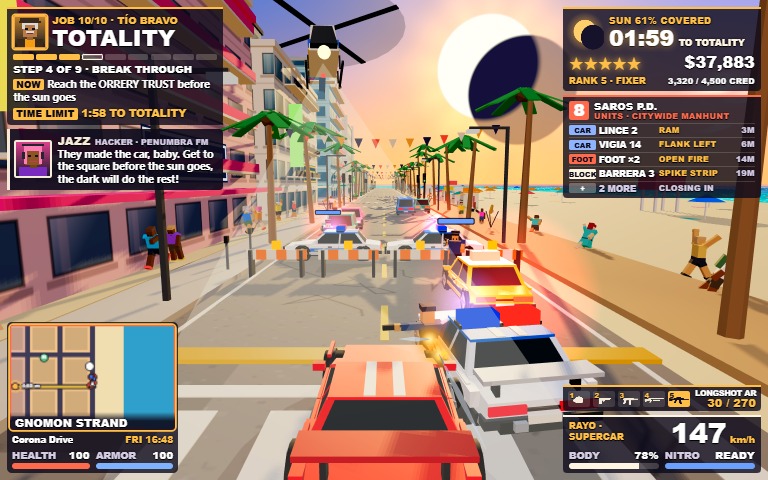 JOB 10/10 · TÍO BRAVO
TOTALITY
STEP 4 OF 9 · BREAK THROUGH
NOW Reach the ORRERY TRUST before
the sun goes
TIME LIMIT 1:58 TO TOTALITY
JAZZ HACKER · PENUMBRA FM
They made the car, baby. Get to
the square before the sun goes,
the dark will do the rest!
SUN 61% COVERED
01:59 TO TOTALITY
★★★★★ $37,883
RANK 5 · FIXER 3,320 / 4,500 CRED
8 SAROS P.D.
UNITS · CITYWIDE MANHUNT
CAR LINCE 2 RAM 3M
CAR VIGIA 14 FLANK LEFT 6M
FOOT FOOT ×2 OPEN FIRE 14M
BLOCK BARRERA 3 SPIKE STRIP 19M
+ 2 MORE CLOSING IN
GNOMON STRAND
Corona Drive FRI 16:48
HEALTH 100 ARMOR 100
1 2 3 4 5 LONGSHOT AR
30 / 270
RAYO · SUPERCAR
147 km/h
BODY 78% NITRO READY